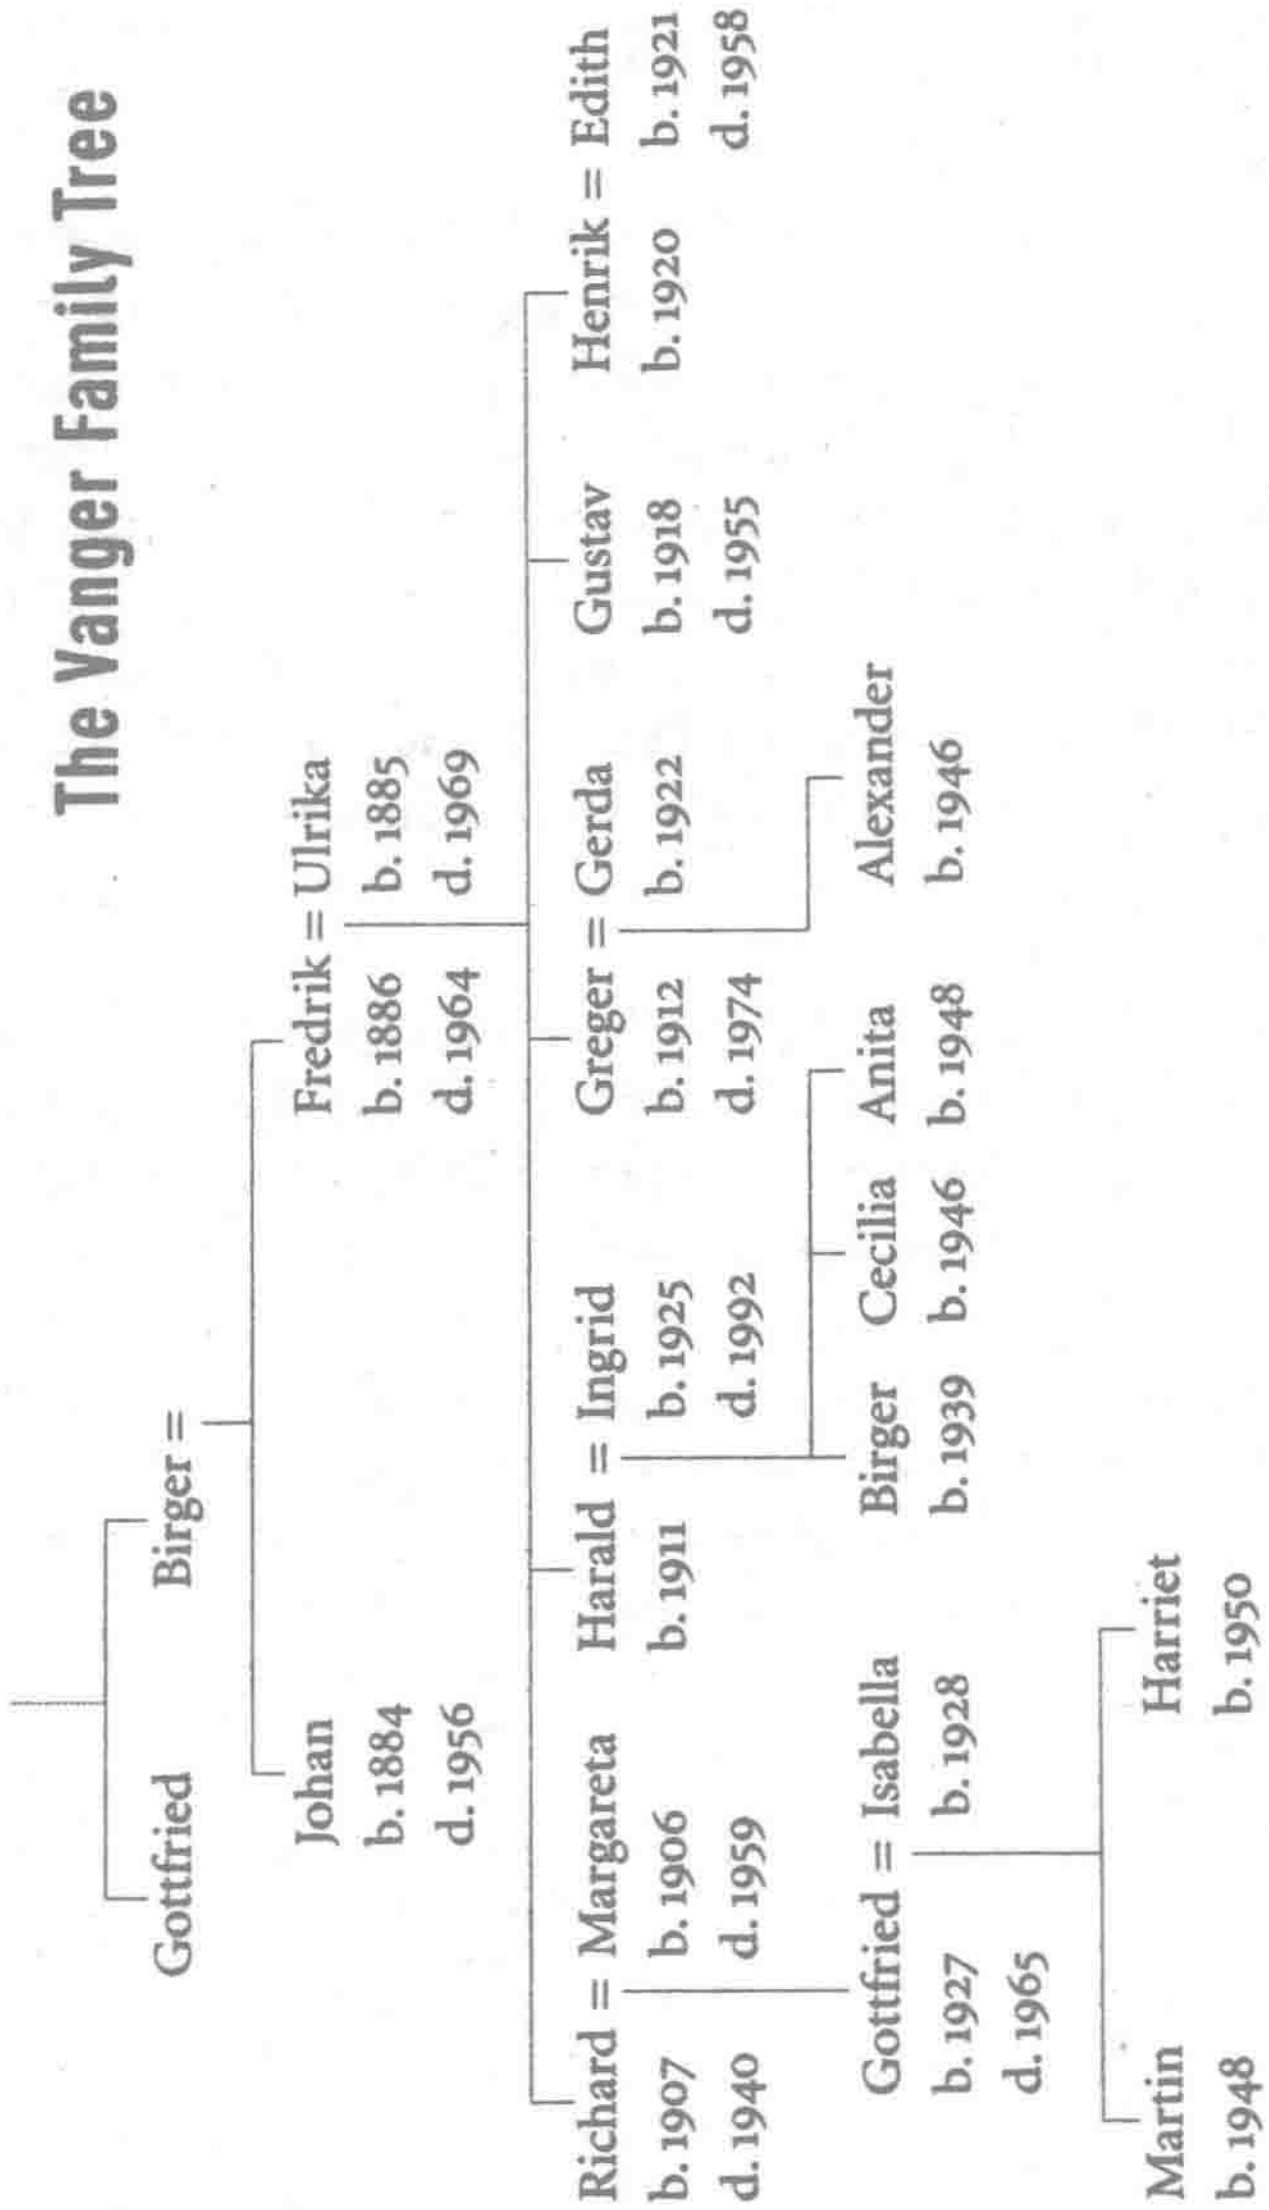 The Vanger Family Tree
Gottfried Birger =
Johan Fredrik = Ulrika
b. 1884 b. 1886 b. 1885
d. 1956 d. 1964 d. 1969
Richard = Margareta Harald = Ingrid Greger = Gerda Gustav Henrik = Edith
b. 1907 b. 1906 b. 1911 b. 1925 b. 1912 b. 1922 b. 1918 b. 1920 b. 1921
d. 1940 d. 1959 d. 1992 d. 1974 d. 1955 d. 1958
Gottfried = Isabella Birger Cecilia Anita Alexander
b. 1927 b. 1928 b. 1939 b. 1946 b. 1948 b. 1946
d. 1965
Martin Harriet
b. 1948 b. 1950